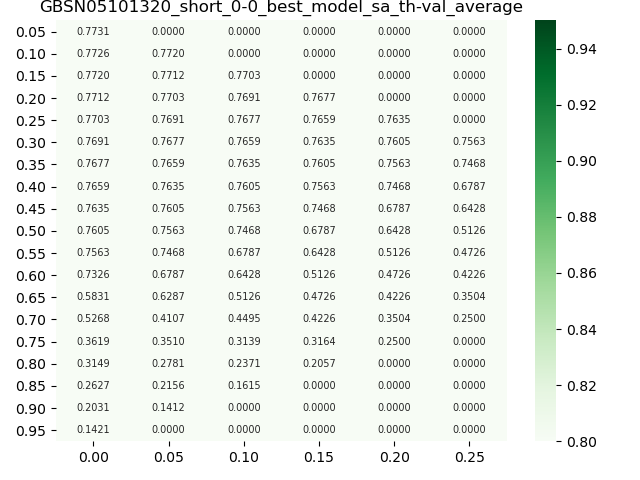 GBSN05101320_short_0-0_best_model_sa_th-val_average
0.05 0.7731 0.0000 0.0000 0.0000 0.0000 0.0000
0.10 0.7726 0.7720 0.0000 0.0000 0.0000 0.0000
0.15 0.7720 0.7712 0.7703 0.0000 0.0000 0.0000
0.20 0.7712 0.7703 0.7691 0.7677 0.0000 0.0000
0.25 0.7703 0.7691 0.7677 0.7659 0.7635 0.0000
0.30 0.7691 0.7677 0.7659 0.7635 0.7605 0.7563
0.35 0.7677 0.7659 0.7635 0.7605 0.7563 0.7468
0.40 0.7659 0.7635 0.7605 0.7563 0.7468 0.6787
0.45 0.7635 0.7605 0.7563 0.7468 0.6787 0.6428
0.50 0.7605 0.7563 0.7468 0.6787 0.6428 0.5126
0.55 0.7563 0.7468 0.6787 0.6428 0.5126 0.4726
0.60 0.7326 0.6787 0.6428 0.5126 0.4726 0.4226
0.65 0.5831 0.6287 0.5126 0.4726 0.4226 0.3504
0.70 0.5268 0.4107 0.4495 0.4226 0.3504 0.2500
0.75 0.3619 0.3510 0.3139 0.3164 0.2500 0.0000
0.80 0.3149 0.2781 0.2371 0.2057 0.0000 0.0000
0.85 0.2627 0.2156 0.1615 0.0000 0.0000 0.0000
0.90 0.2031 0.1412 0.0000 0.0000 0.0000 0.0000
0.95 0.1421 0.0000 0.0000 0.0000 0.0000 0.0000
0.00 0.05 0.10 0.15 0.20 0.25
0.94
0.92
0.90
0.88
0.86
0.84
0.82
0.80